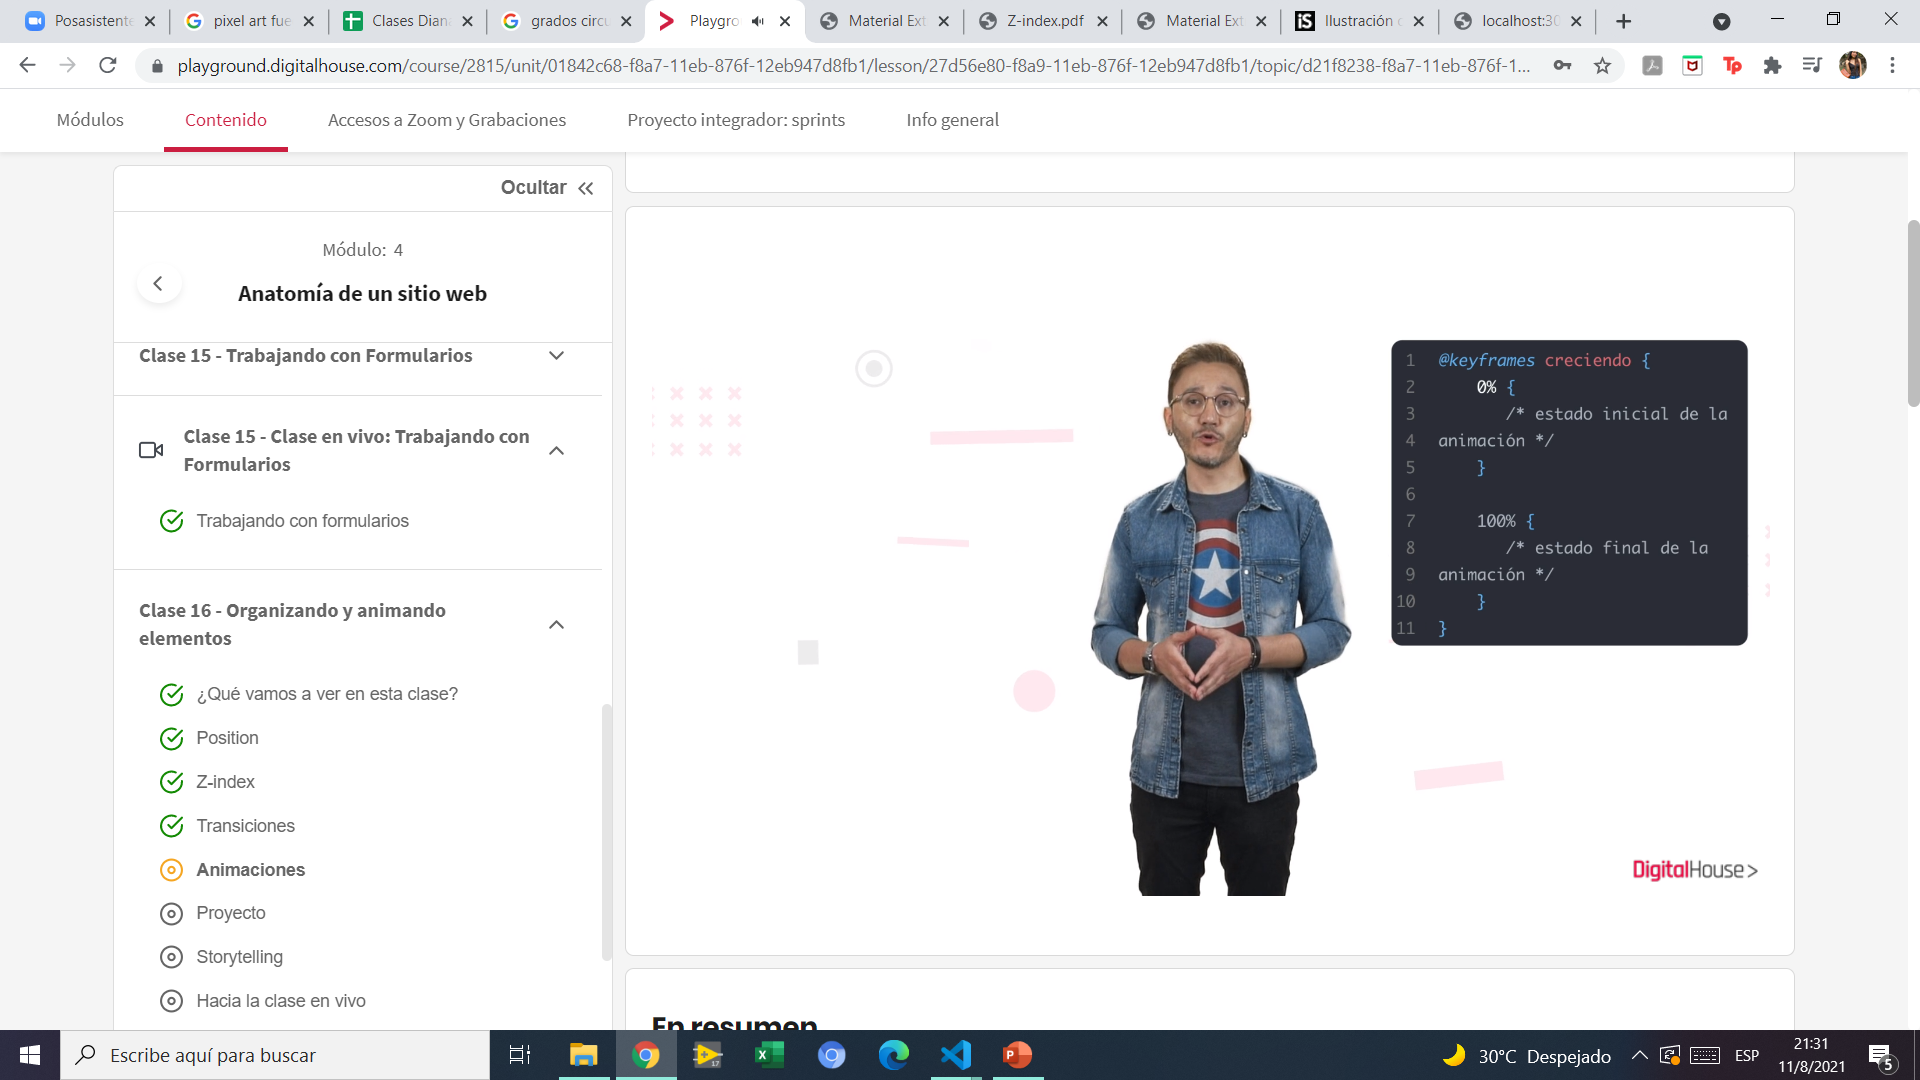 Posasistente
pixel art fue
Clases Dian
grados circu
Playgro
Material Ext
Z-index.pdf
Material Ext
Ilustración
localhost:30
playground.digitalhouse.com/course/2815/unit/01842c68-f8a7-11eb-876f-12eb947d8fb1/lesson/27d56e80-f8a9-11eb-876f-12eb947d8fb1/topic/d21f8238-f8a7-11eb-876f-1...
Módulos
Contenido
Accesos a Zoom y Grabaciones
Proyecto integrador: sprints
Info general
Ocultar
Módulo: 4
Anatomía de un sitio web
Clase 15 - Trabajando con Formularios
Clase 15 - Clase en vivo: Trabajando con
Formularios
Trabajando con formularios
Clase 16 - Organizando y animando
elementos
¿Qué vamos a ver en esta clase?
Position
Z-index
Transiciones
Animaciones
Proyecto
Storytelling
Hacia la clase en vivo
1 @keyframes creciendo {
2 0% {
3 /* estado inicial de la
4 animación */
5 }
6
7 100% {
8 /* estado final de la
9 animación */
10 }
11 }
DigitalHouse>
En resumen
Escribe aquí para buscar
30°C Despejado
ESP
21:31
11/8/2021
5